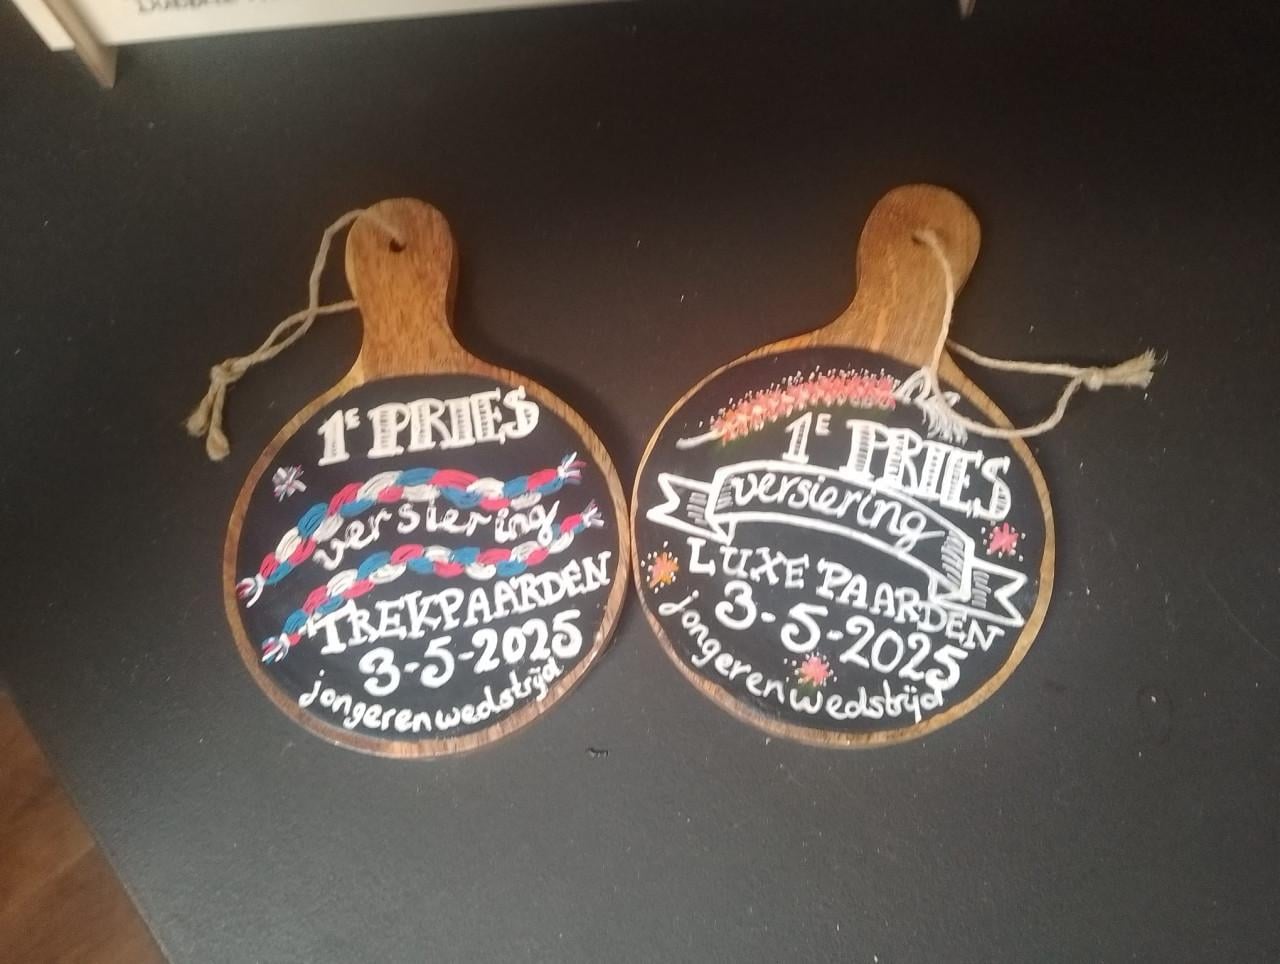 1E PRIES
versiering
TREKPAARDEN
3-5-2025
jongerenwedstrijd
1E PRIES
versiering
LUXE PAARDEN
3-5-2025
jongerenwedstrijd